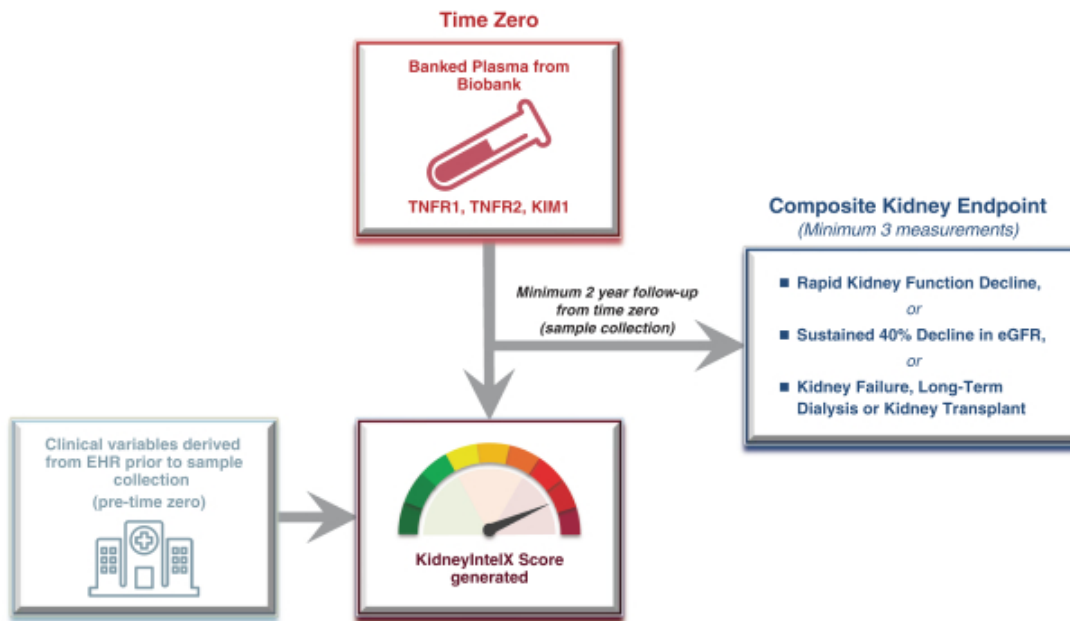 Time Zero
Banked Plasma from
Biobank
TNFR1, TNFR2, KIM1
Minimum 2 year follow-up
from time zero
(sample collection)
Composite Kidney Endpoint
(Minimum 3 measurements)
■ Rapid Kidney Function Decline,
or
■ Sustained 40% Decline in eGFR,
or
■ Kidney Failure, Long-Term
Dialysis or Kidney Transplant
Clinical variables derived
from EHR prior to sample
collection
(pre-time zero)
KidneyIntelX Score
generated